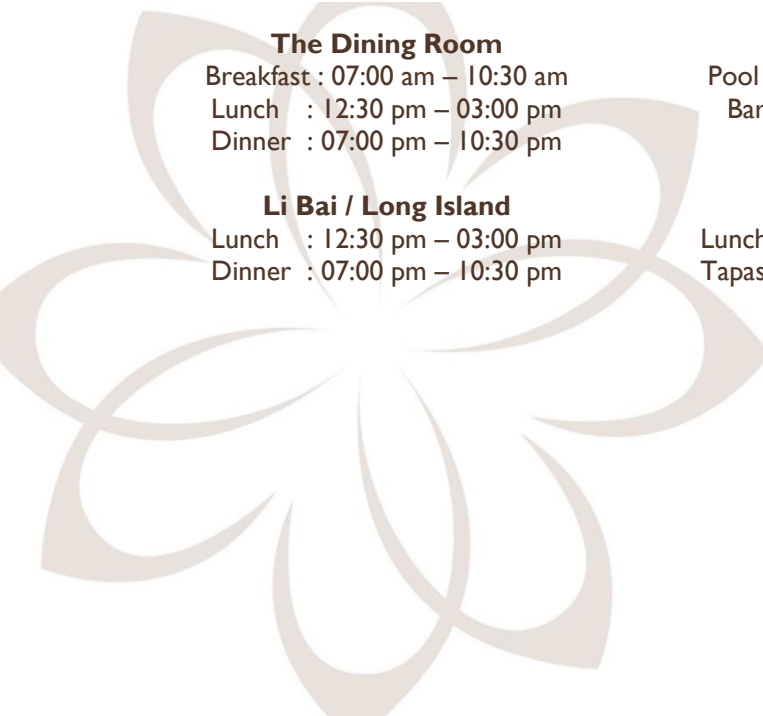 The Dining Room
Breakfast : 07:00 am – 10:30 am
Lunch : 12:30 pm – 03:00 pm
Dinner : 07:00 pm – 10:30 pm
Li Bai / Long Island
Lunch : 12:30 pm – 03:00 pm
Dinner : 07:00 pm – 10:30 pm
Pool
Bar
Lunch
Tapas